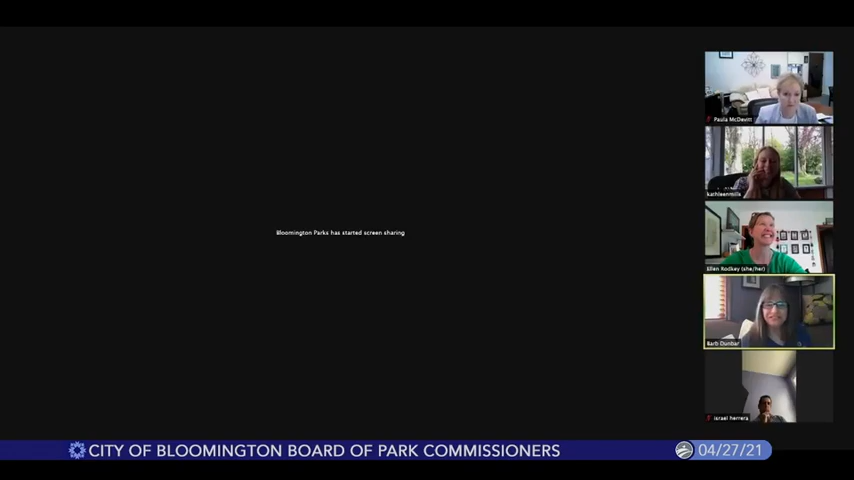 Paula McDevitt
kathleenmills
Bloomington Parks has started screen sharing
Ellen Rodkey (she/her)
Barb Dunbar
israel herrera
CITY OF BLOOMINGTON BOARD OF PARK COMMISSIONERS
04/27/21